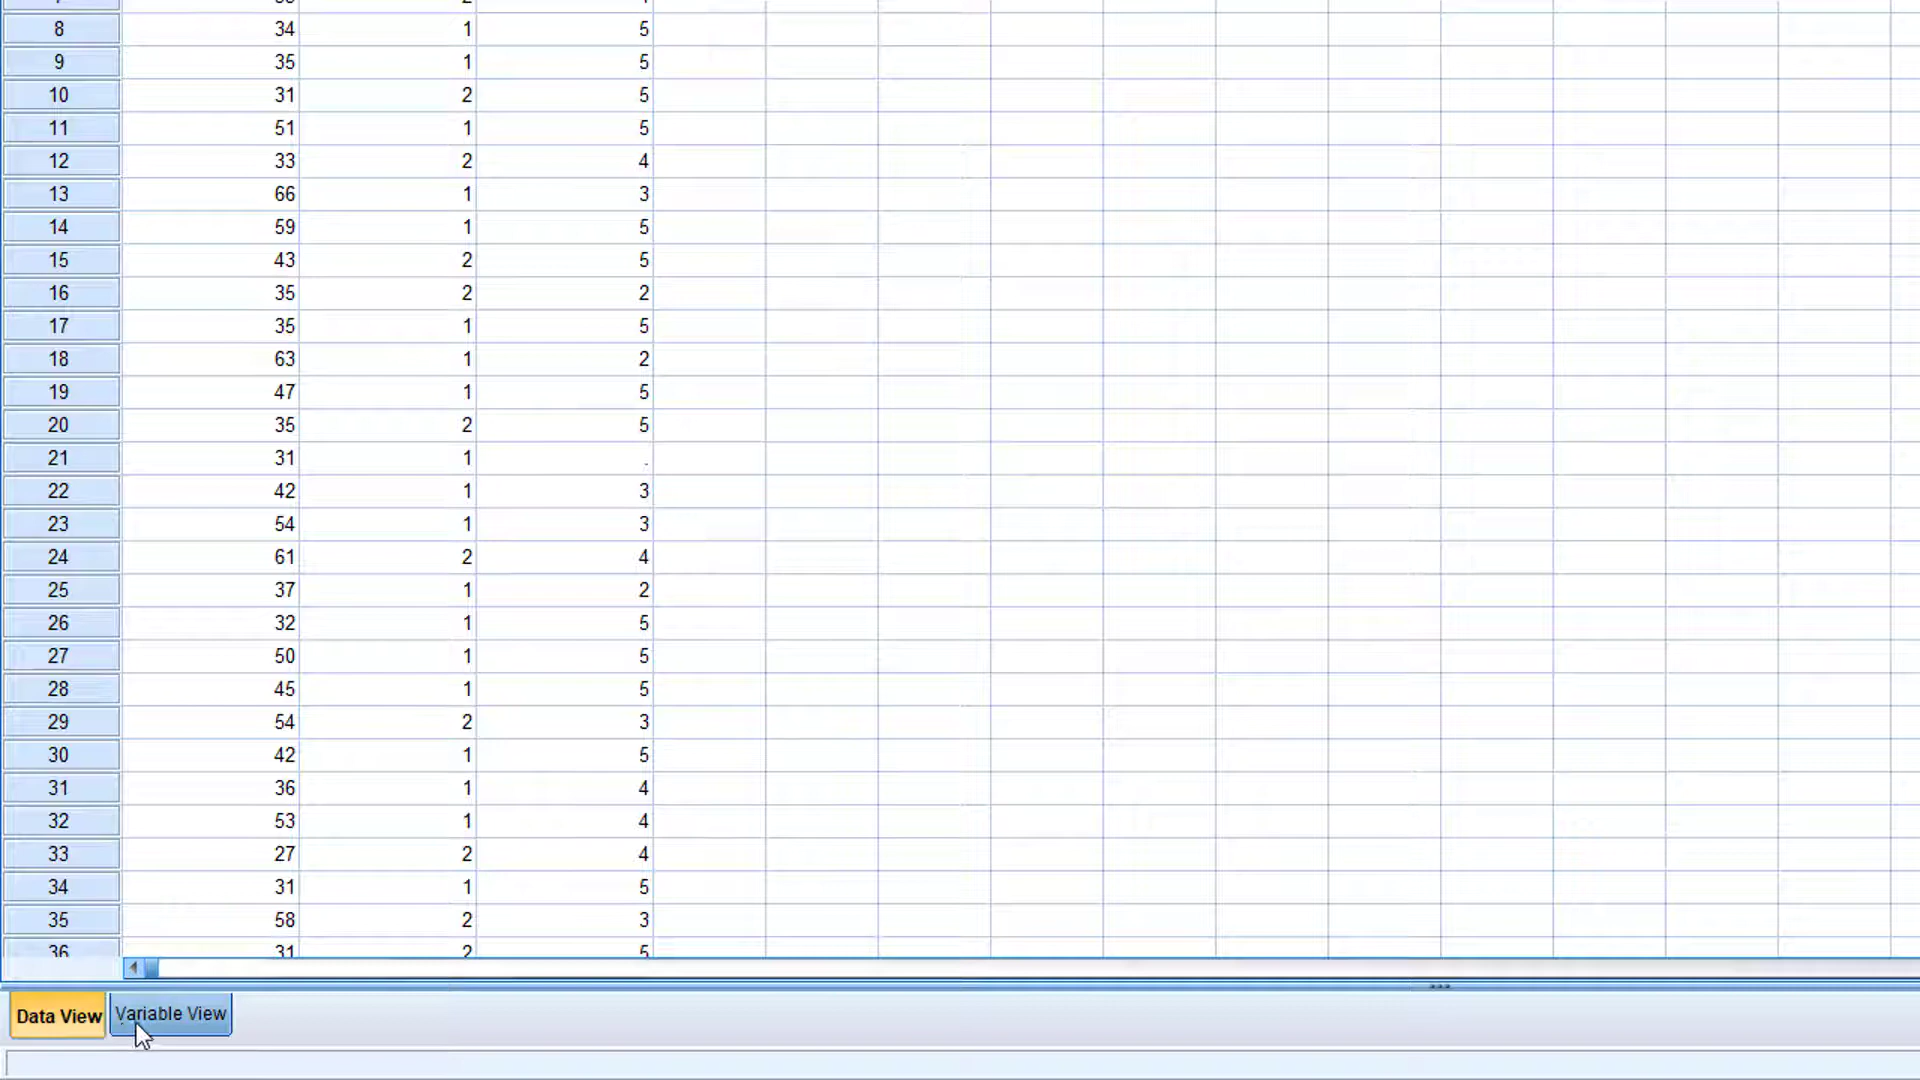 8 34 1 5
9 35 1 5
10 31 2 5
11 51 1 5
12 33 2 4
13 66 1 3
14 59 1 5
15 43 2 5
16 35 2 2
17 35 1 5
18 63 1 2
19 47 1 5
20 35 2 5
21 31 1 .
22 42 1 3
23 54 1 3
24 61 2 4
25 37 1 2
26 32 1 5
27 50 1 5
28 45 1 5
29 54 2 3
30 42 1 5
31 36 1 4
32 53 1 4
33 27 2 4
34 31 1 5
35 58 2 3
36 31 2 5
Data View Variable View